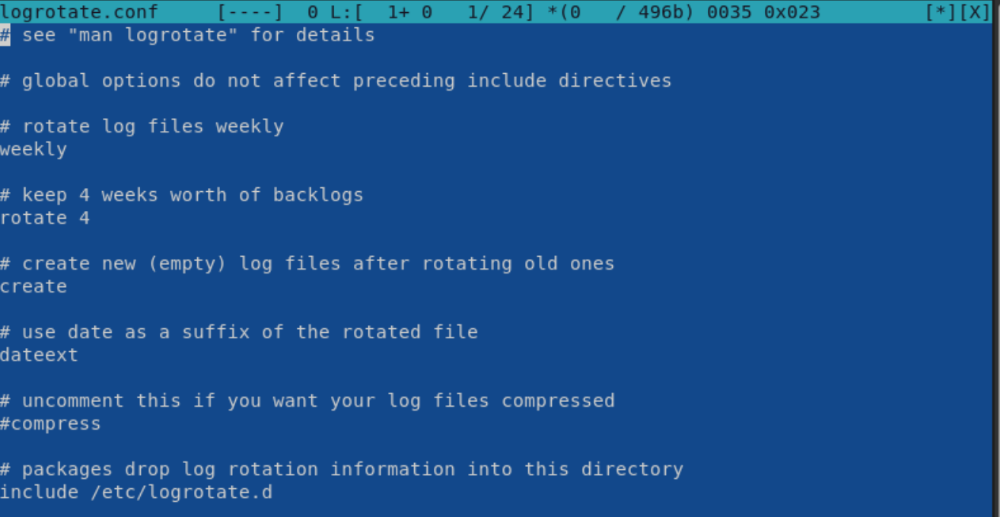 logrotate.conf [----] 0 L:[ 1+ 0 1/ 24] *(0 / 496b) 0035 0x023 [*][X]
# see "man logrotate" for details
# global options do not affect preceding include directives
# rotate log files weekly
weekly
# keep 4 weeks worth of backlogs
rotate 4
# create new (empty) log files after rotating old ones
create
# use date as a suffix of the rotated file
dateext
# uncomment this if you want your log files compressed
#compress
# packages drop log rotation information into this directory
include /etc/logrotate.d